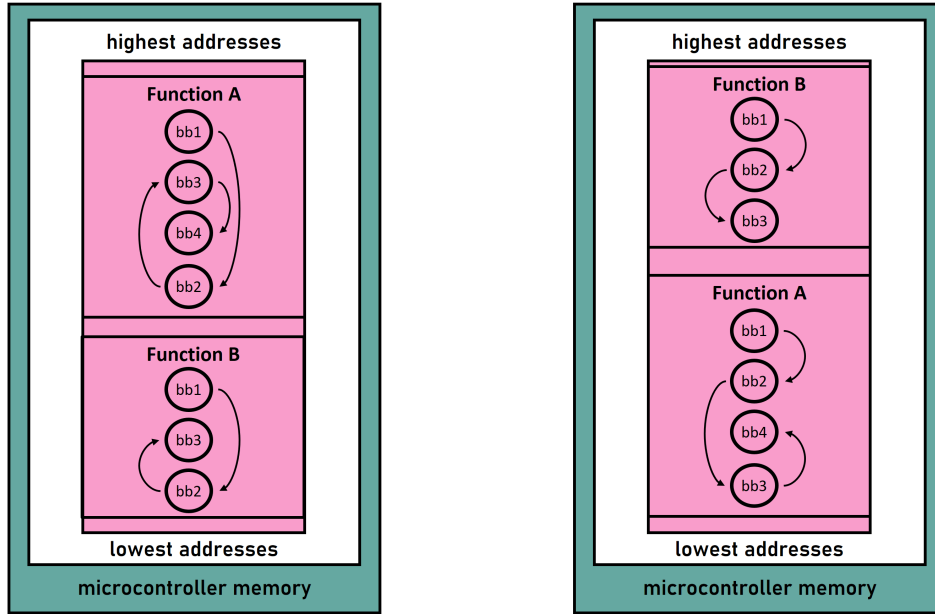 highest addresses
Function A
bb1
bb3
bb4
bb2
Function B
bb1
bb3
bb2
lowest addresses
microcontroller memory
highest addresses
Function B
bb1
bb2
bb3
Function A
bb1
bb2
bb4
bb3
lowest addresses
microcontroller memory